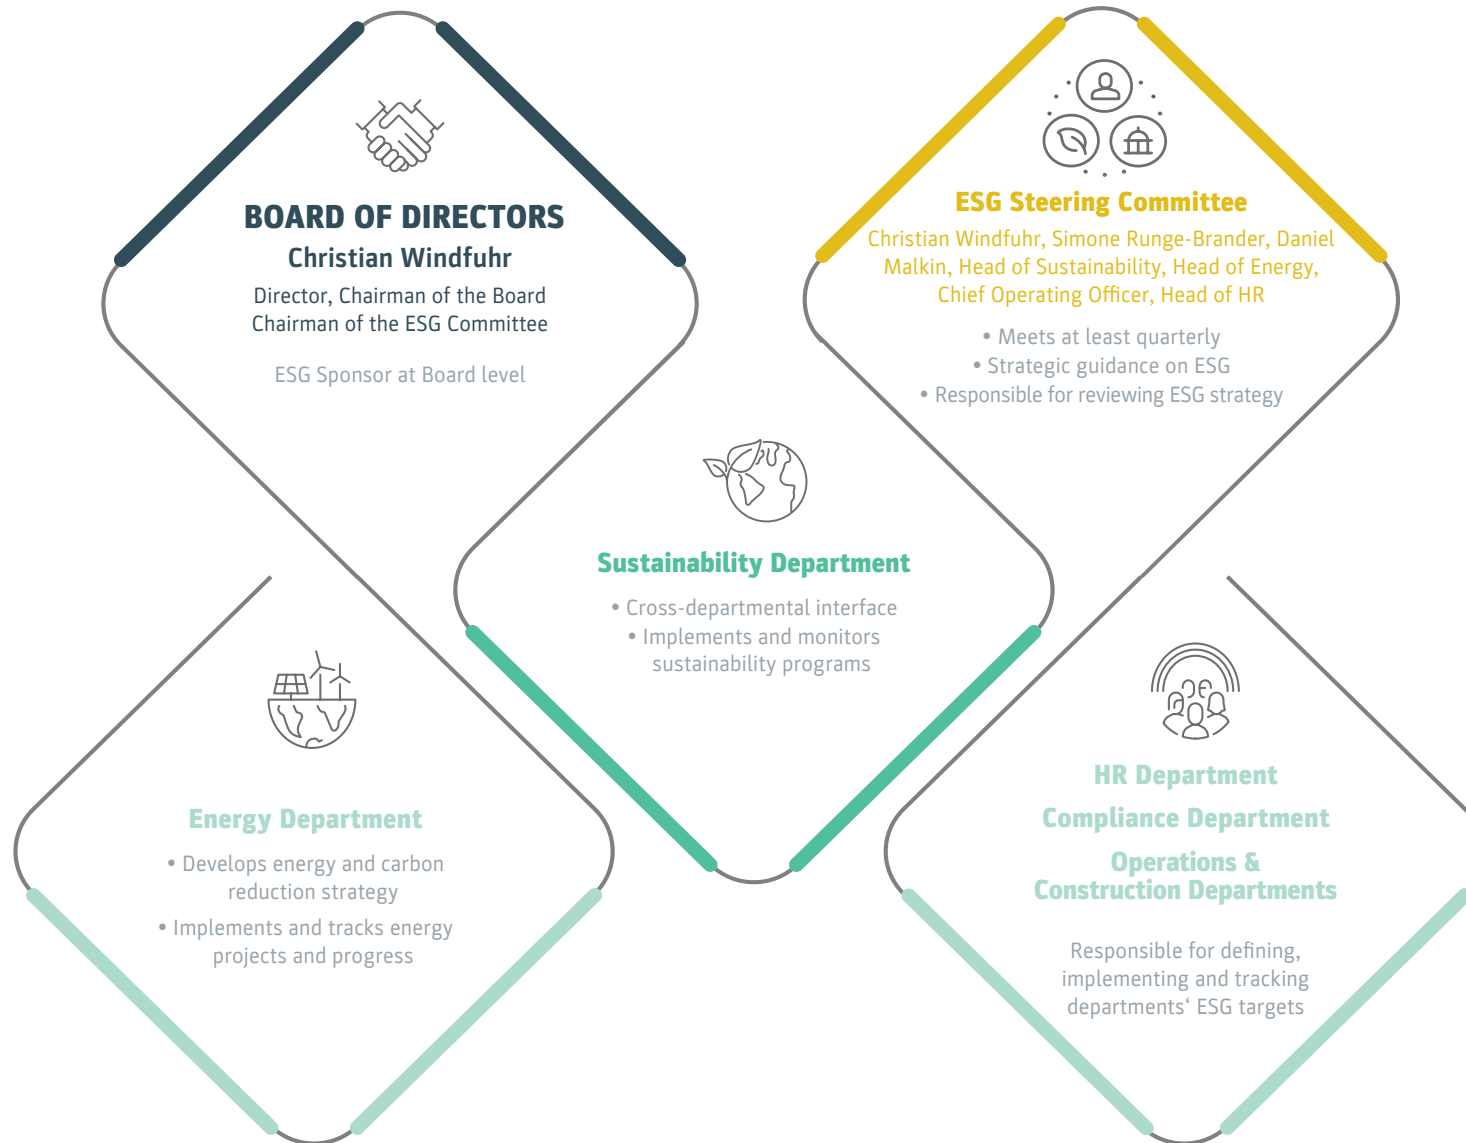 BOARD OF DIRECTORS
Christian Windfuhr
Director, Chairman of the Board
Chairman of the ESG Committee
ESG Sponsor at Board level
ESG Steering Committee
Christian Windfuhr, Simone Runge-Brander, Daniel
Malkin, Head of Sustainability, Head of Energy,
Chief Operating Officer, Head of HR
• Meets at least quarterly
• Strategic guidance on ESG
• Responsible for reviewing ESG strategy
Sustainability Department
• Cross-departmental interface
• Implements and monitors
sustainability programs
Energy Department
• Develops energy and carbon
reduction strategy
• Implements and tracks energy
projects and progress
HR Department
Compliance Department
Operations &
Construction Departments
Responsible for defining,
implementing and tracking
departments‘ ESG targets